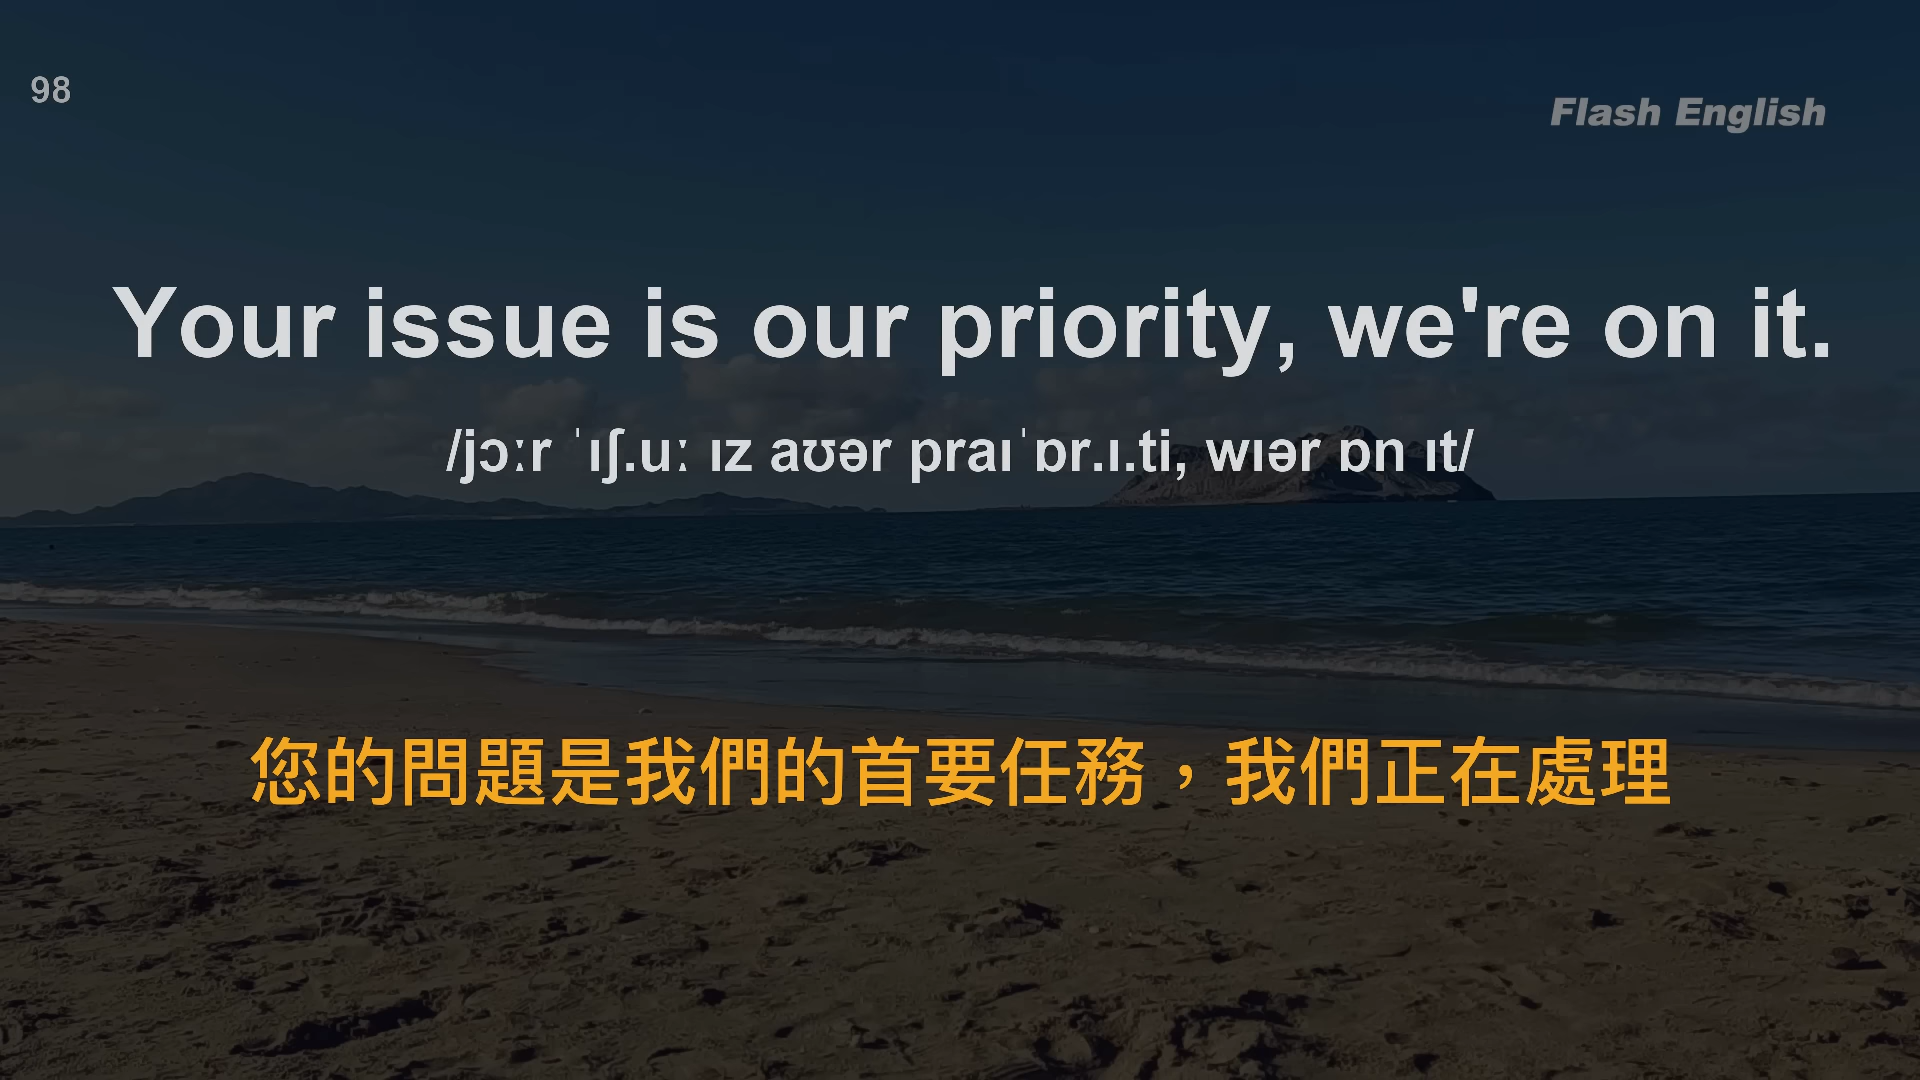 98
Flash English
Your issue is our priority, we're on it.
/jɔːr ˈɪʃ.uː ɪz aʊər praɪˈɒr.ɪ.ti, wɪər ɒn ɪt/
您的問題是我們的首要任務，我們正在處理